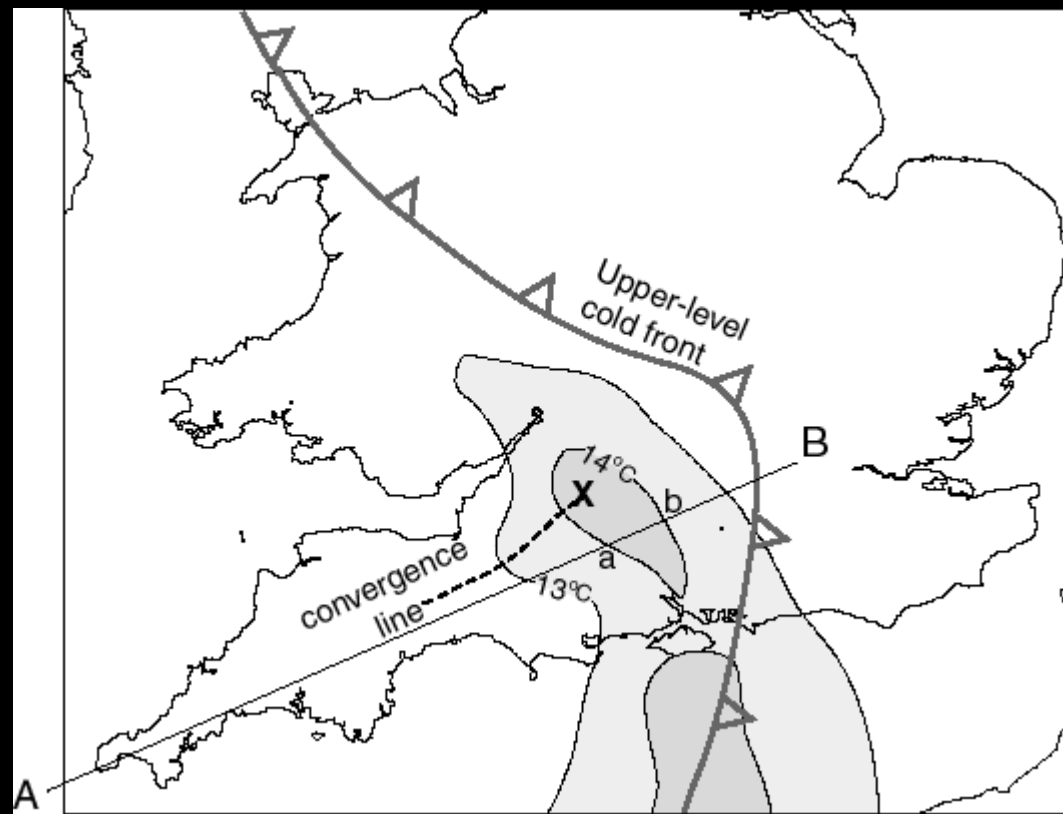 Upper-level
cold front
B
14°C
X
b
a
convergence
line
13°C
A